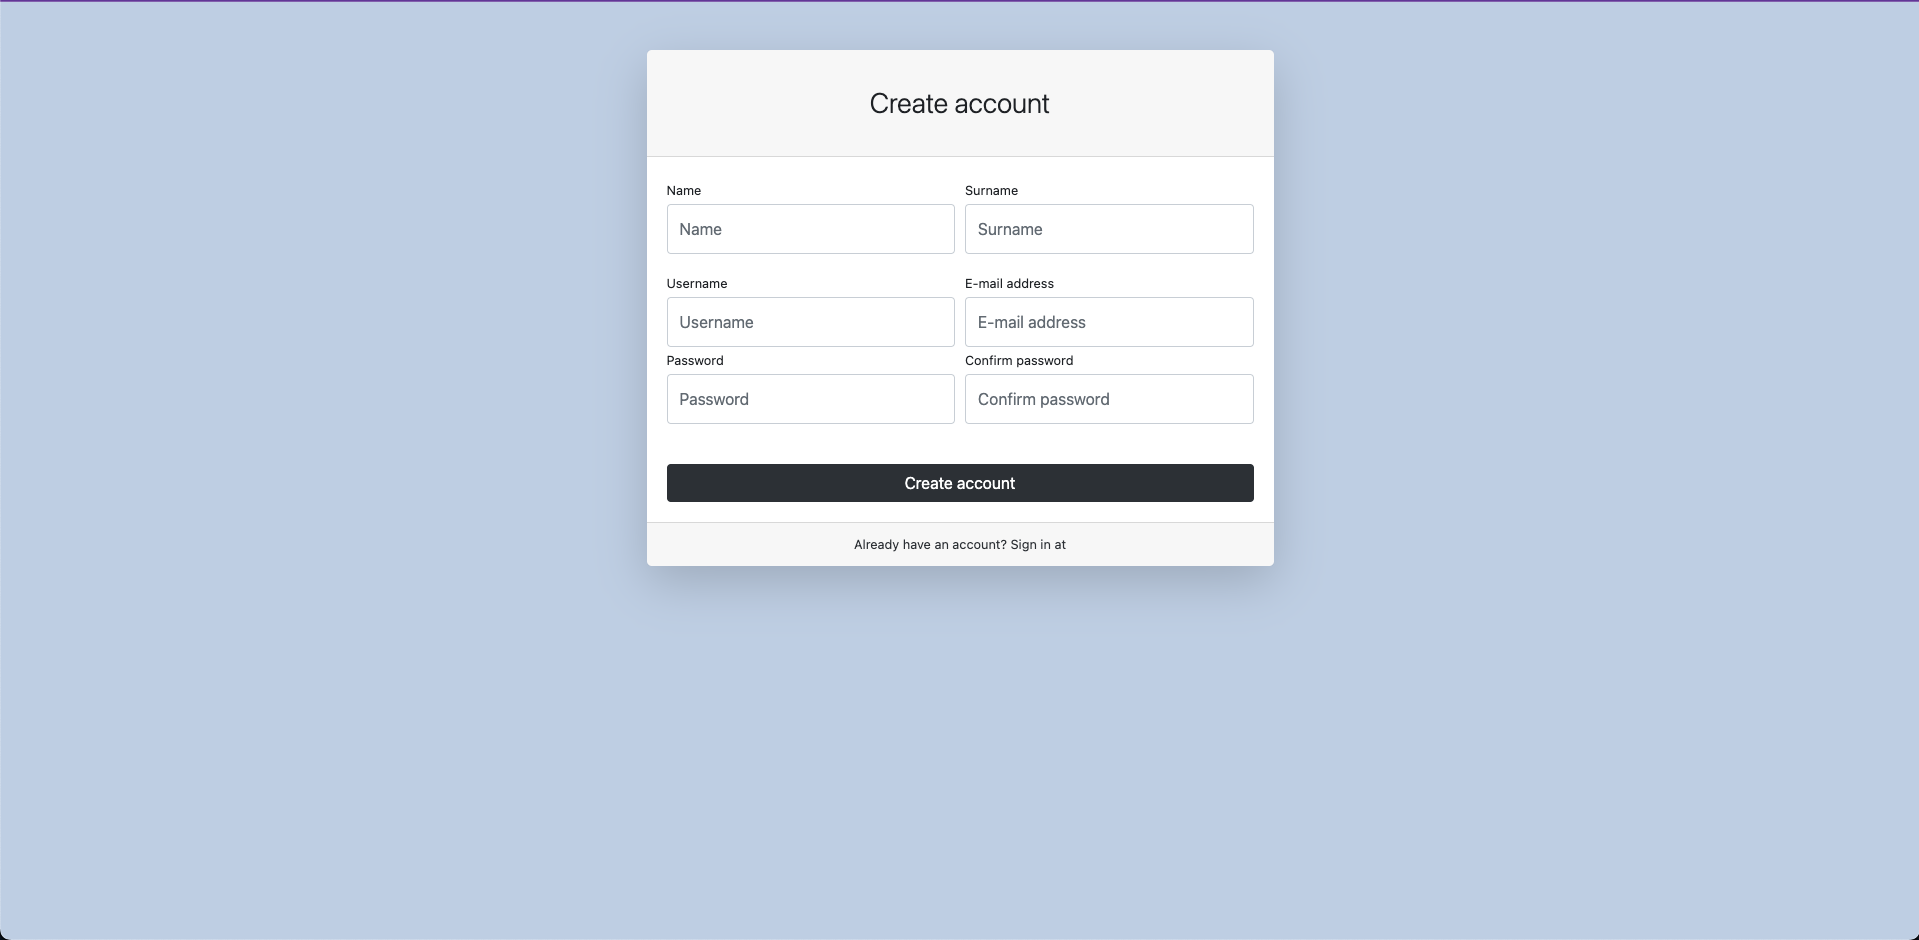 Create account
Name Surname
Name Surname
Username E-mail address
Username E-mail address
Password Confirm password
Password Confirm password
Create account
Already have an account? Sign in at